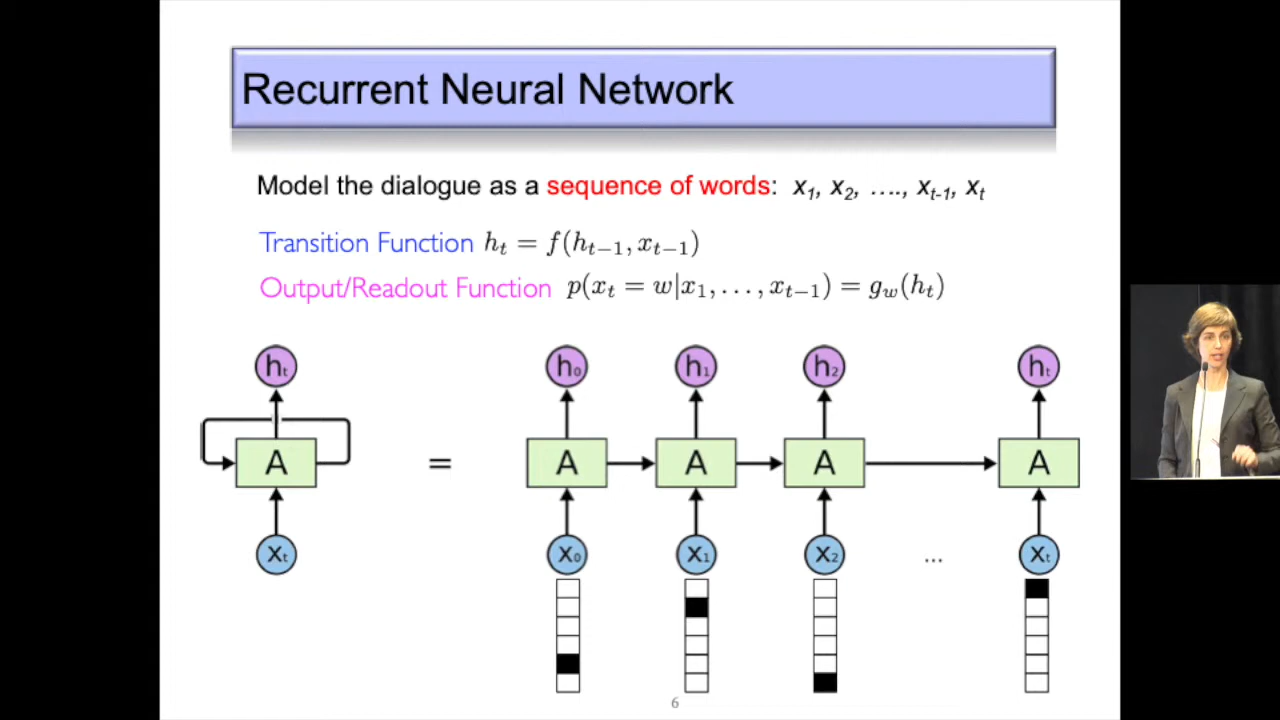 Recurrent Neural Network
Model the dialogue as a sequence of words: x₁, x₂, …., xₜ₋₁, xₜ
Transition Function hₜ = f(hₜ₋₁, xₜ₋₁)
Output/Readout Function p(xₜ = w|x₁, . . . , xₜ₋₁) = g_w(hₜ)
hₜ h₀ h₁ h₂ hₜ
A = A A A A
xₜ x₀ x₁ x₂ ... xₜ
6